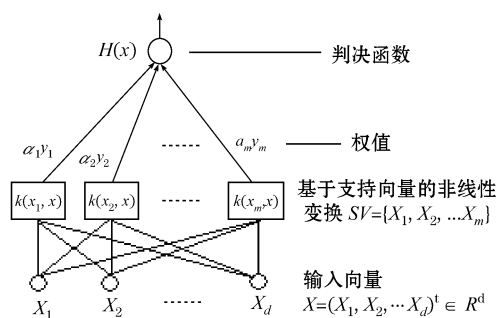 H(x)
判决函数
α1y1
α2y2
......
amym
权值
k(x1, x)
k(x2, x)
......
k(xm,x)
基于支持向量的非线性
变换 SV={X1, X2, ...Xm}
输入向量
X1
X2
......
Xd
X=(X1, X2, ...Xd)t ∈ Rd